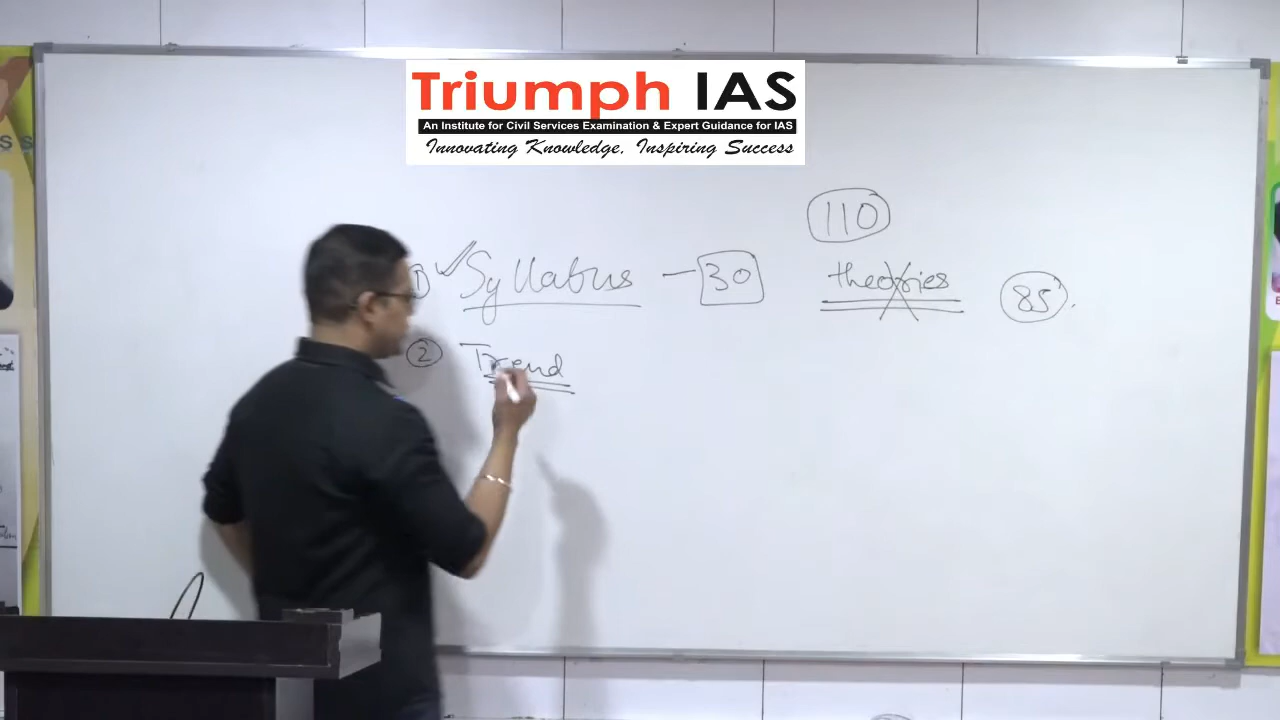 Triumph IAS
An Institute for Civil Services Examination & Expert Guidance for IAS
Innovating Knowledge, Inspiring Success
110
① Syllabus – 30 theories 85
② Trend